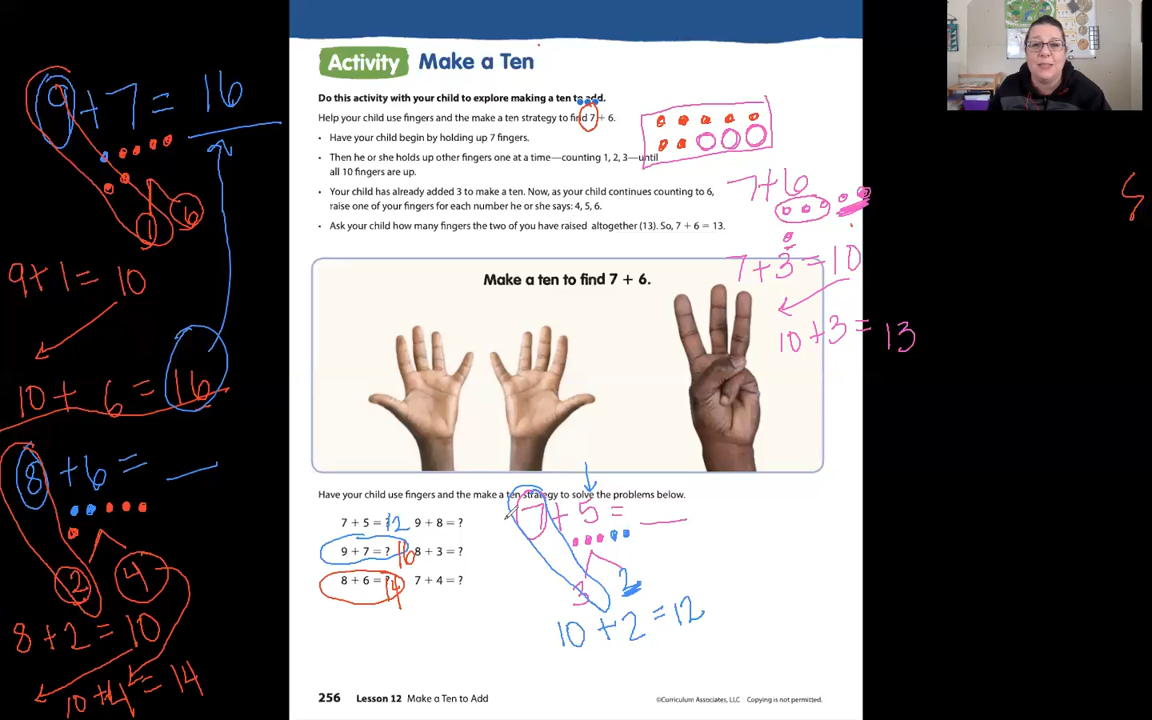 Activity Make a Ten
Do this activity with your child to explore making a ten to add.
Help your child use fingers and the make a ten strategy to find 7 + 6.
• Have your child begin by holding up 7 fingers.
• Then he or she holds up other fingers one at a time—counting 1, 2, 3—until
all 10 fingers are up.
• Your child has already added 3 to make a ten. Now, as your child continues counting to 6,
raise one of your fingers for each number he or she says: 4, 5, 6.
• Ask your child how many fingers the two of you have raised altogether (13). So, 7 + 6 = 13.
Make a ten to find 7 + 6.
Have your child use fingers and the make a ten strategy to solve the problems below.
7 + 5 = ? 12 9 + 8 = ?
9 + 7 = ? 16 8 + 3 = ?
8 + 6 = ? 14 7 + 4 = ?
256 Lesson 12 Make a Ten to Add
©Curriculum Associates, LLC Copying is not permitted.
9 + 7 = 16
1 6
9 + 1 = 10
10 + 6 = 16
8 + 6 = __
2 4
8 + 2 = 10
10 + 4 = 14
7 + 6
7 + 3 = 10
10 + 3 = 13
7 + 5 = __
3 2
10 + 2 = 12